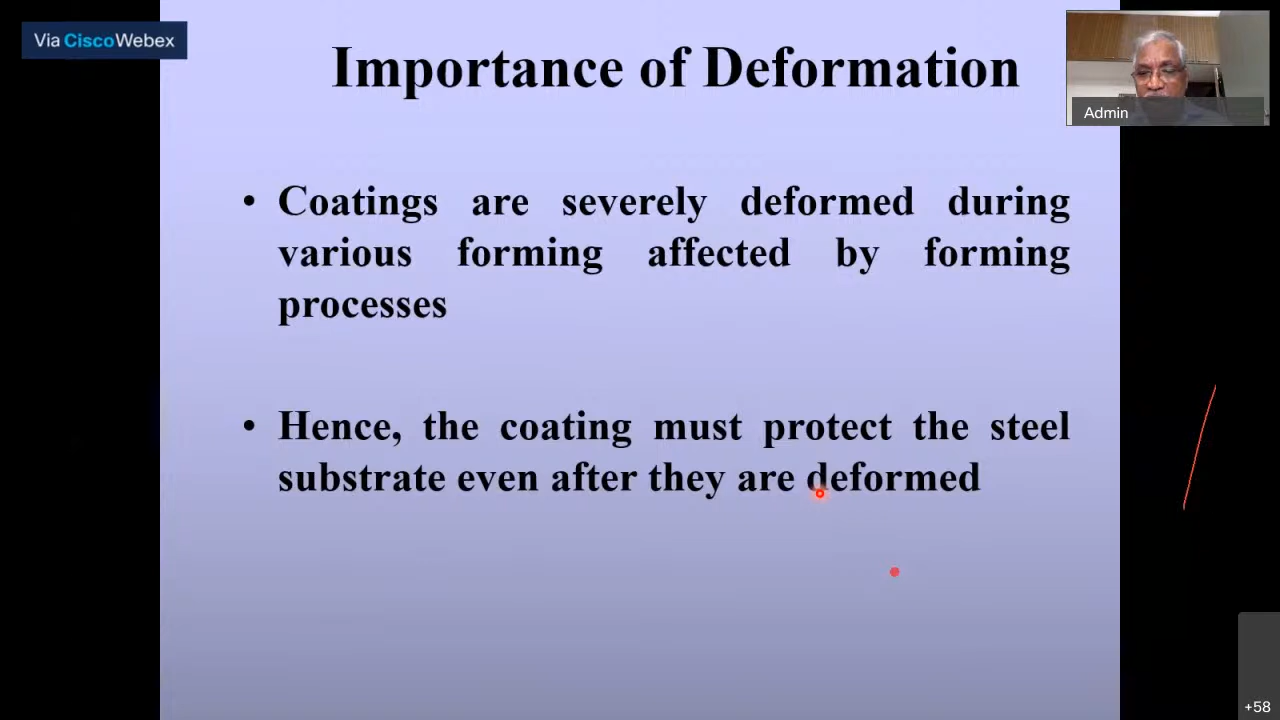 Via CiscoWebex
Importance of Deformation
Admin
• Coatings are severely deformed during
various forming affected by forming
processes
• Hence, the coating must protect the steel
substrate even after they are deformed
+58